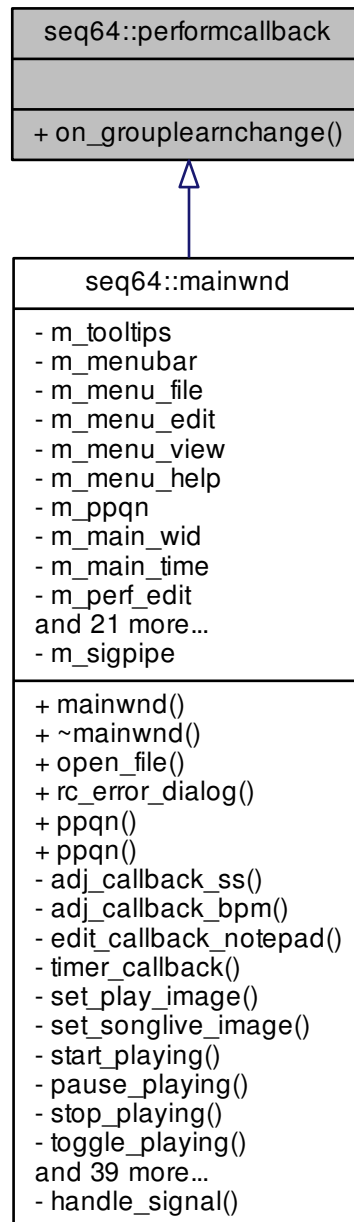 seq64::performcallback
+ on_grouplearnchange()
seq64::mainwnd
- m_tooltips
- m_menubar
- m_menu_file
- m_menu_edit
- m_menu_view
- m_menu_help
- m_ppqn
- m_main_wid
- m_main_time
- m_perf_edit
and 21 more...
- m_sigpipe
+ mainwnd()
+ ~mainwnd()
+ open_file()
+ rc_error_dialog()
+ ppqn()
+ ppqn()
- adj_callback_ss()
- adj_callback_bpm()
- edit_callback_notepad()
- timer_callback()
- set_play_image()
- set_songlive_image()
- start_playing()
- pause_playing()
- stop_playing()
- toggle_playing()
and 39 more...
- handle_signal()